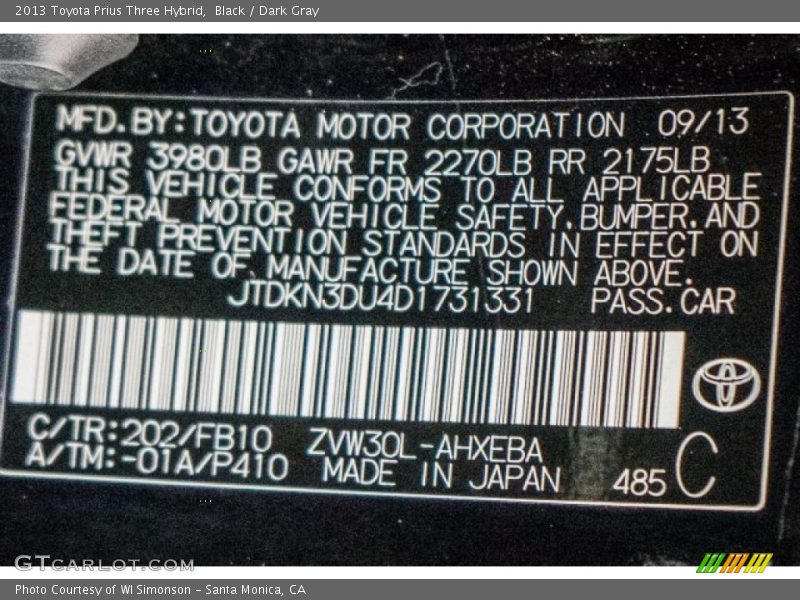 2013 Toyota Prius Three Hybrid,  Black / Dark Gray
MFD.BY:TOYOTA MOTOR CORPORATION 09/13
GVWR 3980LB GAWR FR 2270LB RR 2175LB
THIS VEHICLE CONFORMS TO ALL APPLICABLE
FEDERAL MOTOR VEHICLE SAFETY,BUMPER,AND
THEFT PREVENTION STANDARDS IN EFFECT ON
THE DATE OF MANUFACTURE SHOWN ABOVE.
JTDKN3DU4D1731331 PASS.CAR
C/TR:202/FB10 ZVW30L-AHXEBA
A/TM:-01A/P410 MADE IN JAPAN 485 C
GTCARLOT.COM
Photo Courtesy of WI Simonson - Santa Monica, CA